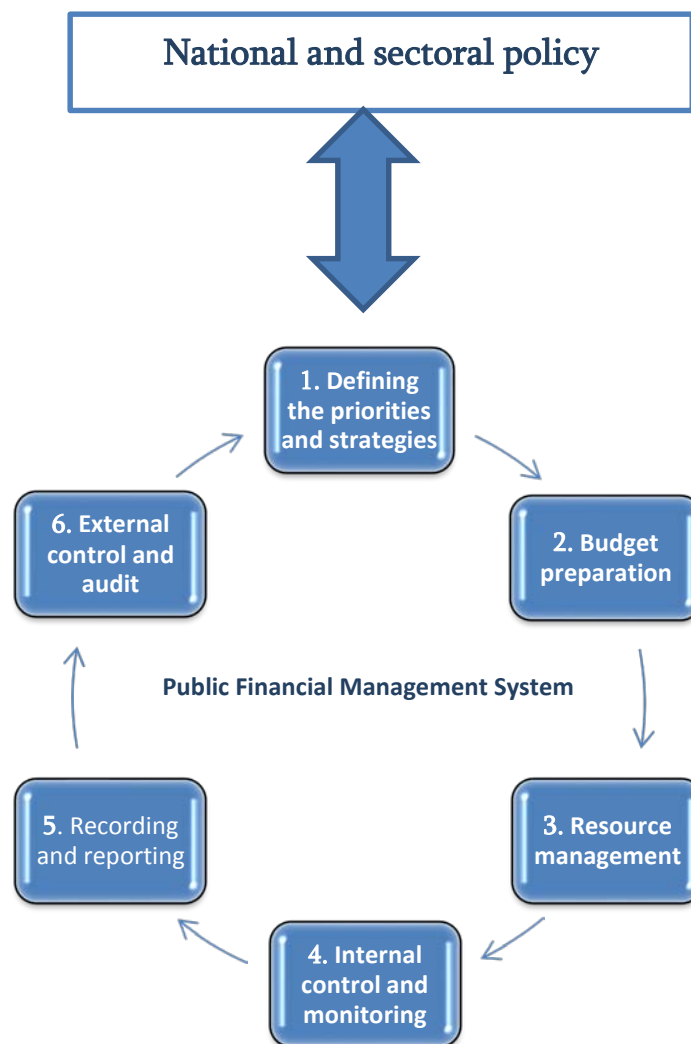 National and sectoral policy
1. Defining
the priorities
and strategies
2. Budget
preparation
3. Resource
management
4. Internal
control and
monitoring
5. Recording
and reporting
6. External
control and
audit
Public Financial Management System